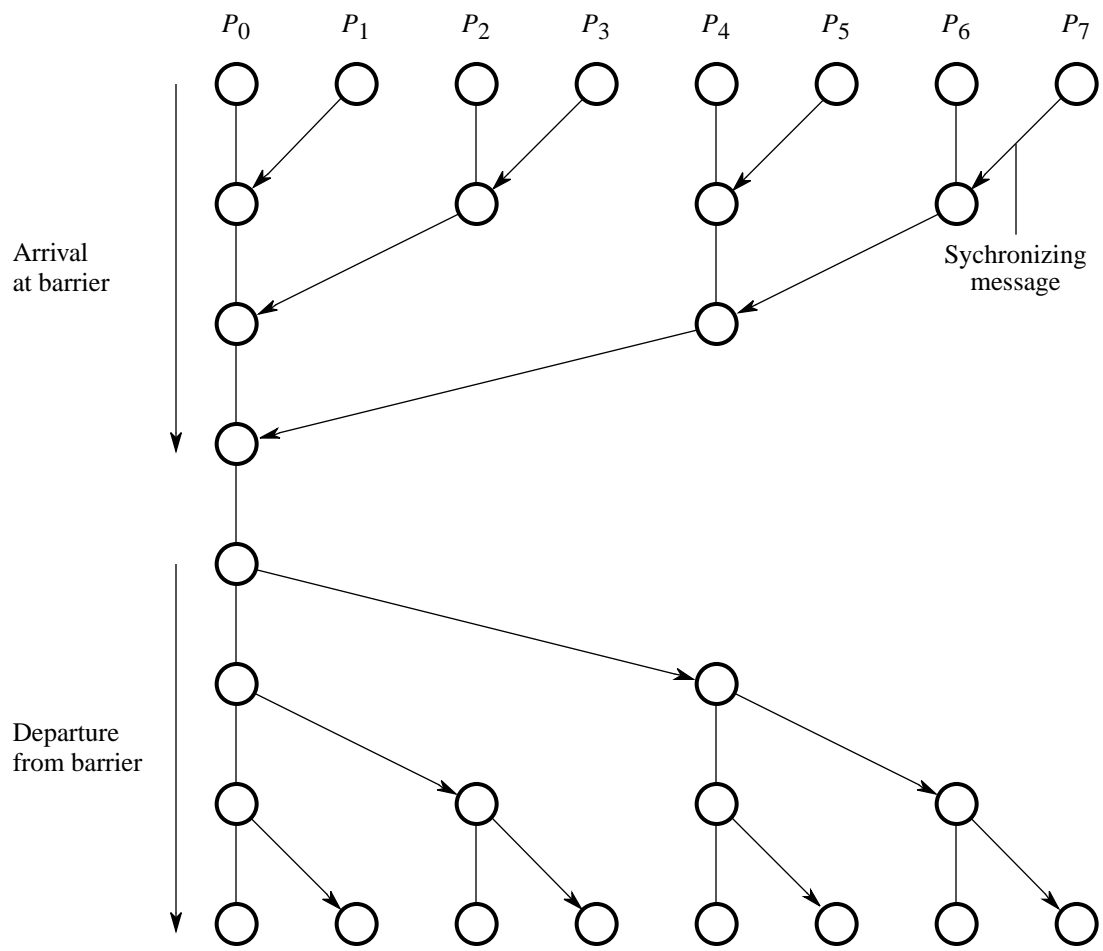 P0 P1 P2 P3 P4 P5 P6 P7
Arrival
at barrier
Sychronizing
message
Departure
from barrier